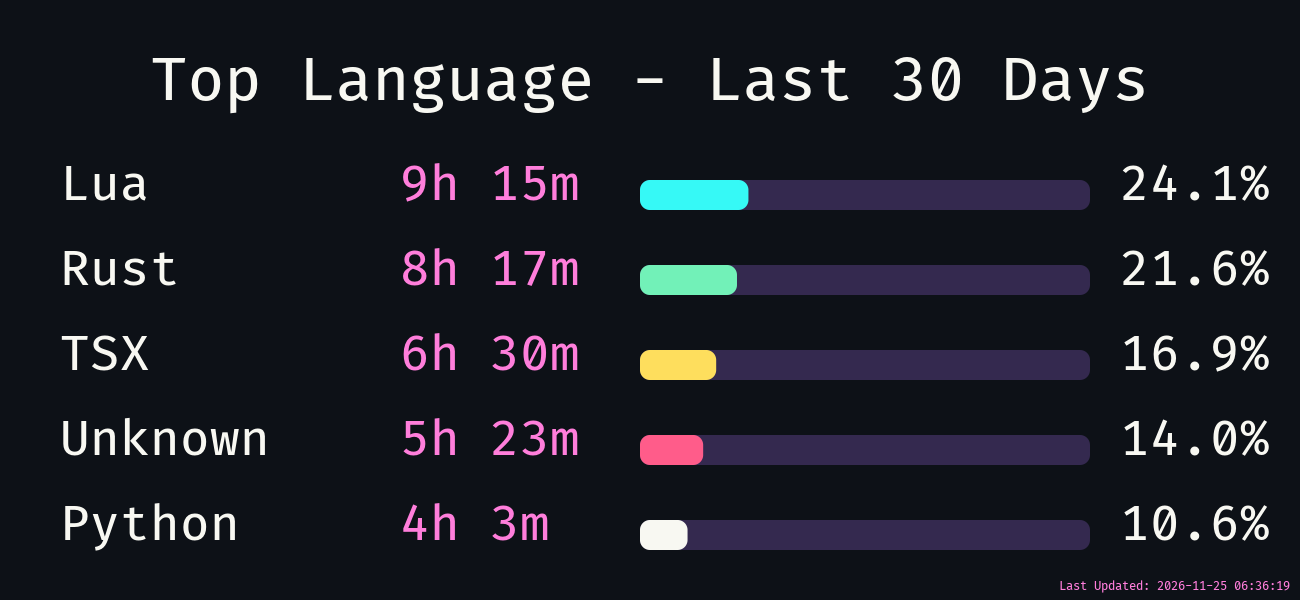 Top Language – Last 30 Days
Lua 9h 15m 24.1%
Rust 8h 17m 21.6%
TSX 6h 30m 16.9%
Unknown 5h 23m 14.0%
Python 4h 3m 10.6%
Last Updated: 2026-11-25 06:36:19